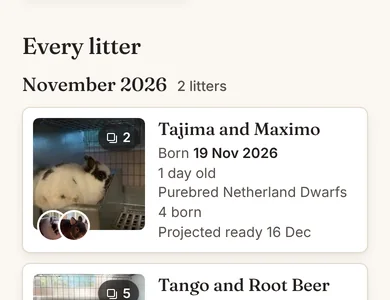 Every litter
November 2026 2 litters
2
Tajima and Maximo
Born 19 Nov 2026
1 day old
Purebred Netherland Dwarfs
4 born
Projected ready 16 Dec
5
Tango and Root Beer